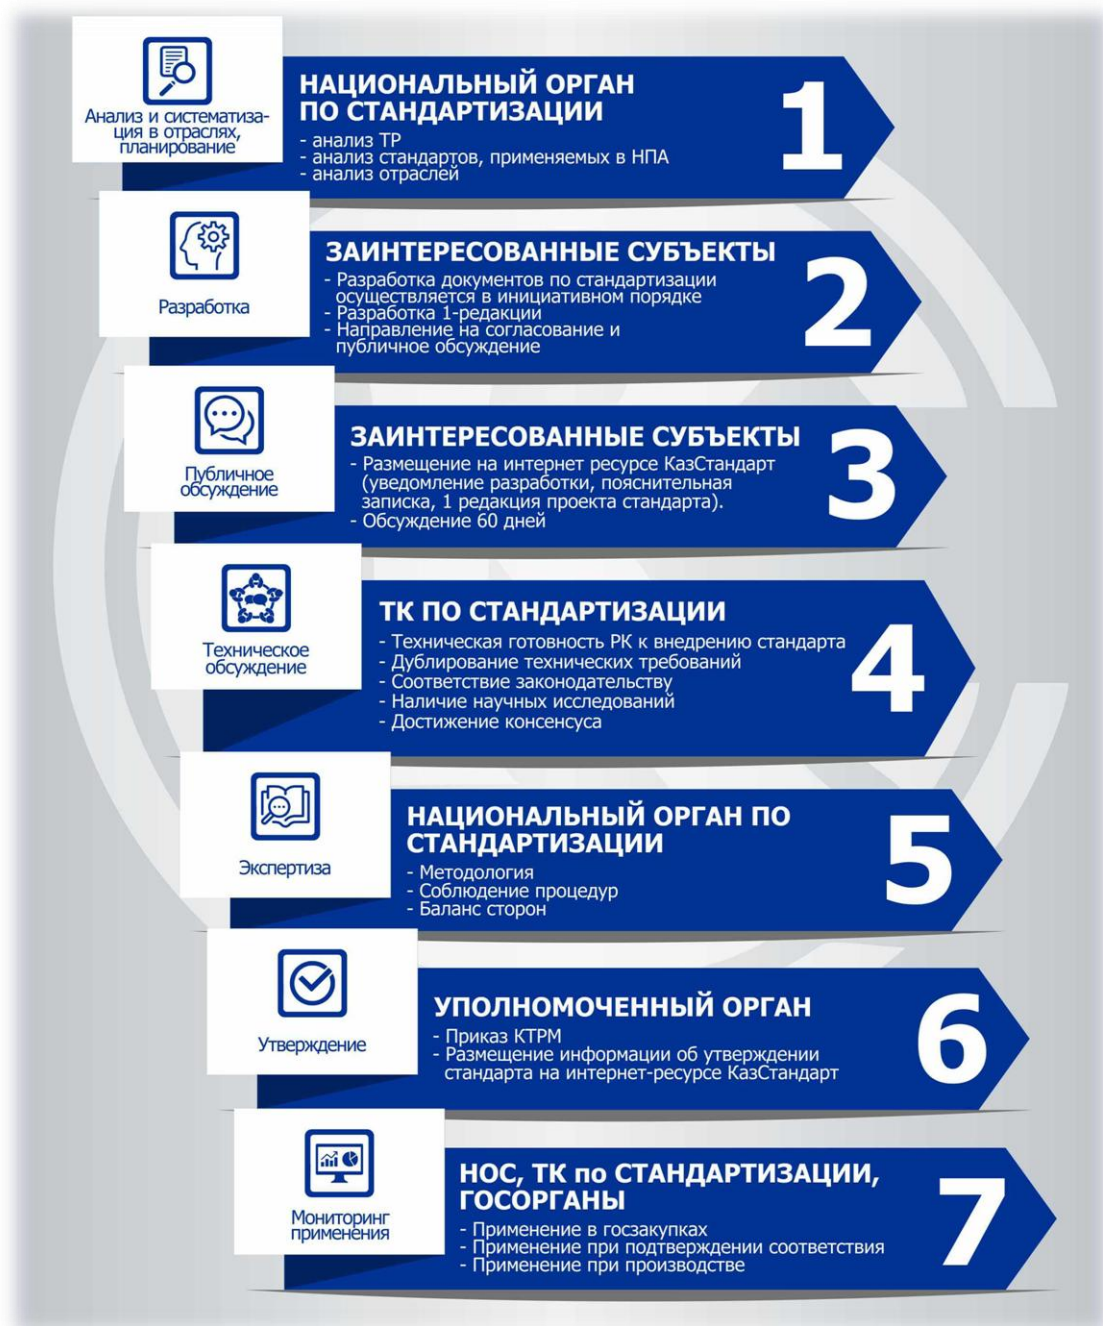 Анализ и систематиза-
ция в отраслях,
планирование
НАЦИОНАЛЬНЫЙ ОРГАН
ПО СТАНДАРТИЗАЦИИ
- анализ ТР
- анализ стандартов, применяемых в НПА
- анализ отраслей
1
Разработка
ЗАИНТЕРЕСОВАННЫЕ СУБЪЕКТЫ
- Разработка документов по стандартизации
осуществляется в инициативном порядке
- Разработка 1-редакции
- Направление на согласование и
публичное обсуждение
2
Публичное
обсуждение
ЗАИНТЕРЕСОВАННЫЕ СУБЪЕКТЫ
- Размещение на интернет ресурсе КазСтандарт
(уведомление разработки, пояснительная
записка, 1 редакция проекта стандарта).
- Обсуждение 60 дней
3
Техническое
обсуждение
ТК ПО СТАНДАРТИЗАЦИИ
- Техническая готовность РК к внедрению стандарта
- Дублирование технических требований
- Соответствие законодательству
- Наличие научных исследований
- Достижение консенсуса
4
Экспертиза
НАЦИОНАЛЬНЫЙ ОРГАН ПО
СТАНДАРТИЗАЦИИ
- Методология
- Соблюдение процедур
- Баланс сторон
5
Утверждение
УПОЛНОМОЧЕННЫЙ ОРГАН
- Приказ КТРМ
- Размещение информации об утверждении
стандарта на интернет-ресурсе КазСтандарт
6
Мониторинг
применения
НОС, ТК по СТАНДАРТИЗАЦИИ,
ГОСОРГАНЫ
- Применение в госзакупках
- Применение при подтверждении соответствия
- Применение при производстве
7